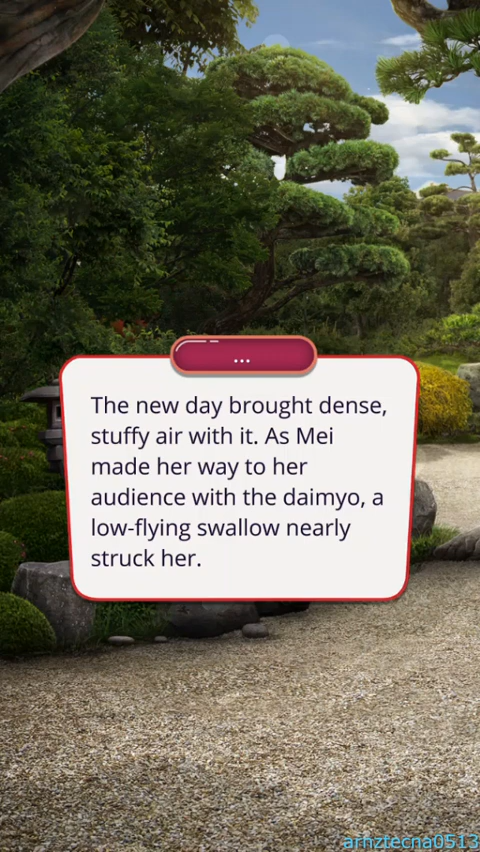 ...
The new day brought dense,
stuffy air with it. As Mei
made her way to her
audience with the daimyo, a
low-flying swallow nearly
struck her.
arnztecna0513